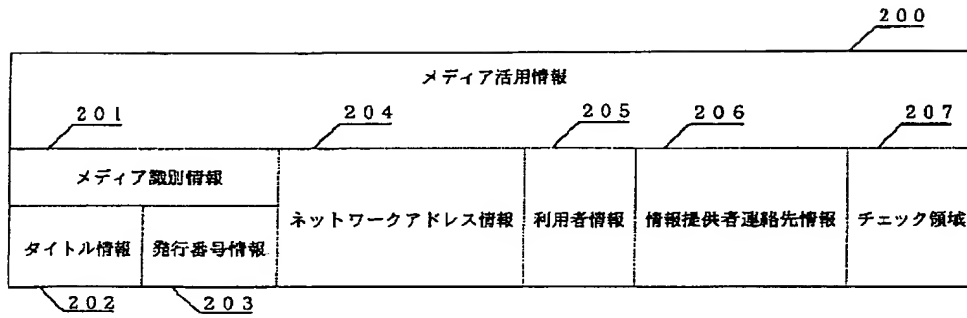 200
メディア活用情報
201 204 205 206 207
メディア識別情報
ネットワークアドレス情報 利用者情報 情報提供者連絡先情報 チェック領域
タイトル情報 発行番号情報
202 203